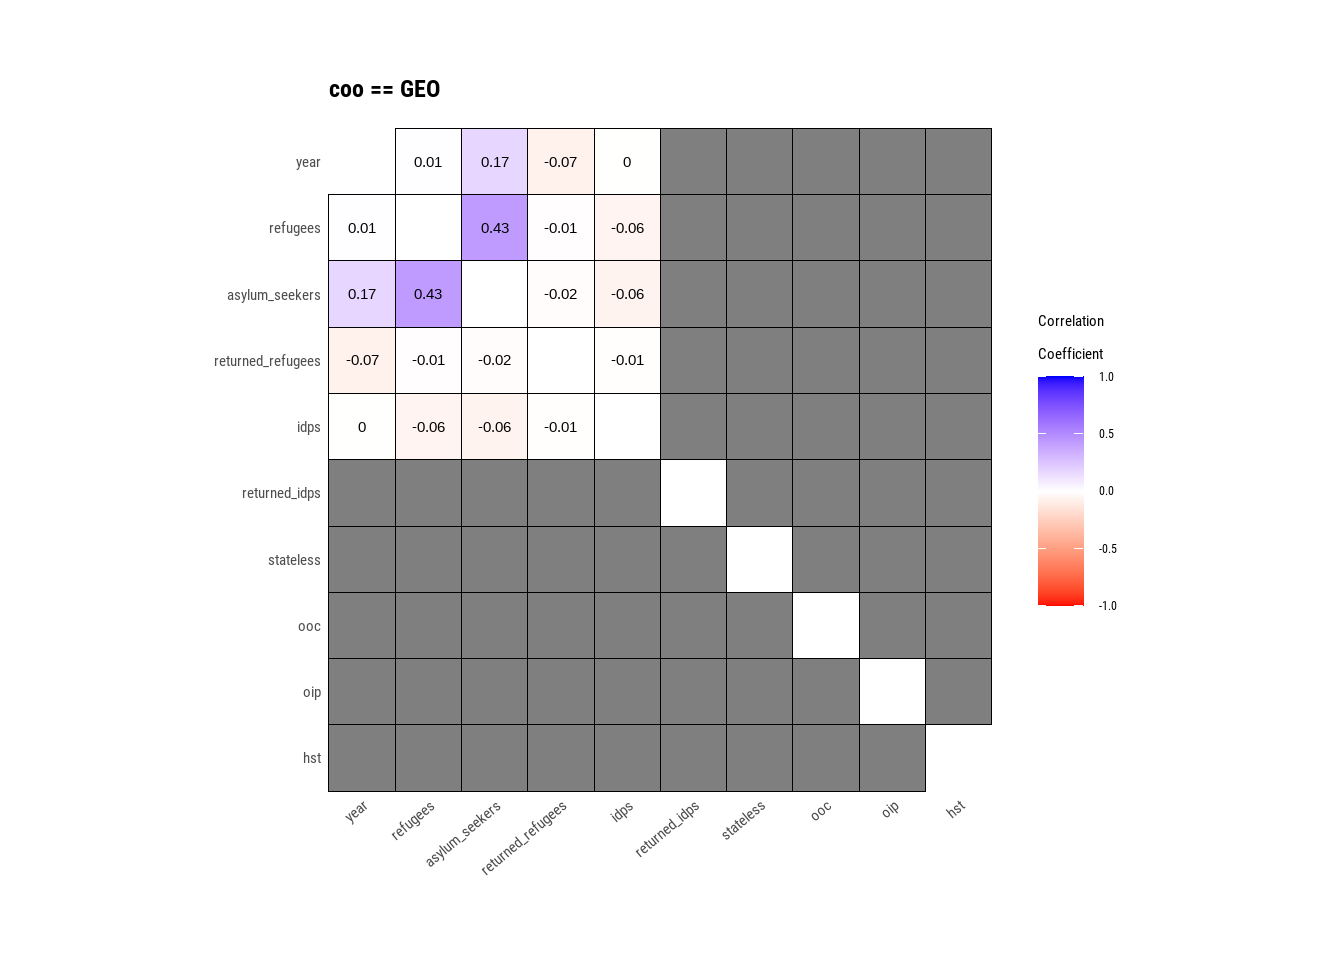 coo == GEO
year 0.01 0.17 -0.07 0
refugees 0.01 0.43 -0.01 -0.06
asylum_seekers 0.17 0.43 -0.02 -0.06
returned_refugees -0.07 -0.01 -0.02 -0.01
idps 0 -0.06 -0.06 -0.01
returned_idps
stateless
ooc
oip
hst
year refugees asylum_seekers returned_refugees idps returned_idps stateless ooc oip hst
Correlation
Coefficient
1.0
0.5
0.0
-0.5
-1.0